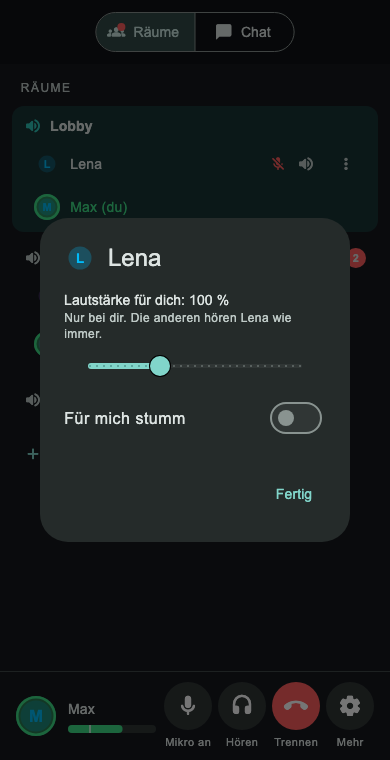 Räume
Chat
RÄUME
Lobby
L
Lena
M
Max (du)
2
L
Lena
Lautstärke für dich: 100 %
Nur bei dir. Die anderen hören Lena wie
immer.
Für mich stumm
Fertig
+
M
Max
Mikro an
Hören
Trennen
Mehr